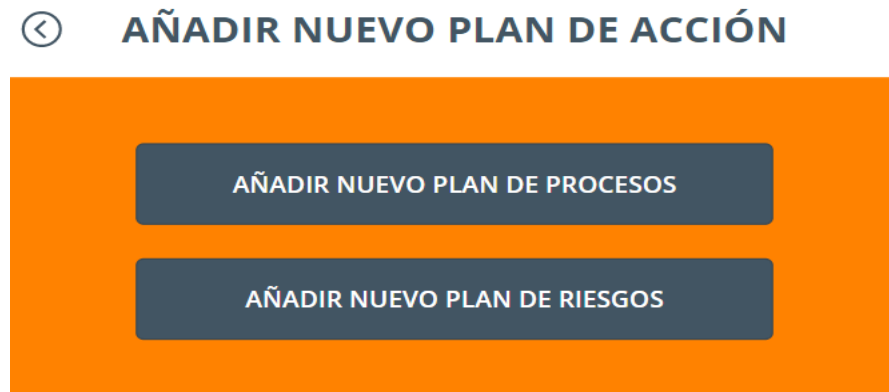 AÑADIR NUEVO PLAN DE ACCIÓN
AÑADIR NUEVO PLAN DE PROCESOS
AÑADIR NUEVO PLAN DE RIESGOS